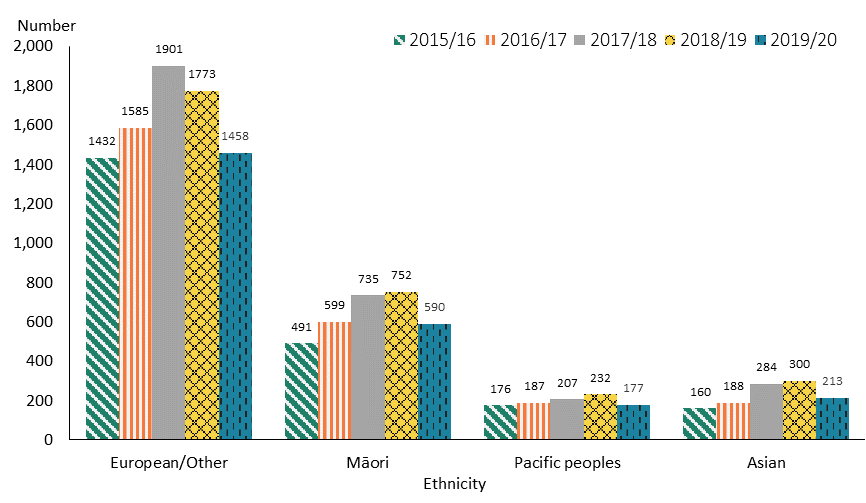 Number
2015/16 2016/17 2017/18 2018/19 2019/20
2,000
1,800
1,600
1,400
1,200
1,000
800
600
400
200
0
1432 1585 1901 1773 1458
491 599 735 752 590
176 187 207 232 177
160 188 284 300 213
European/Other Māori Pacific peoples Asian
Ethnicity